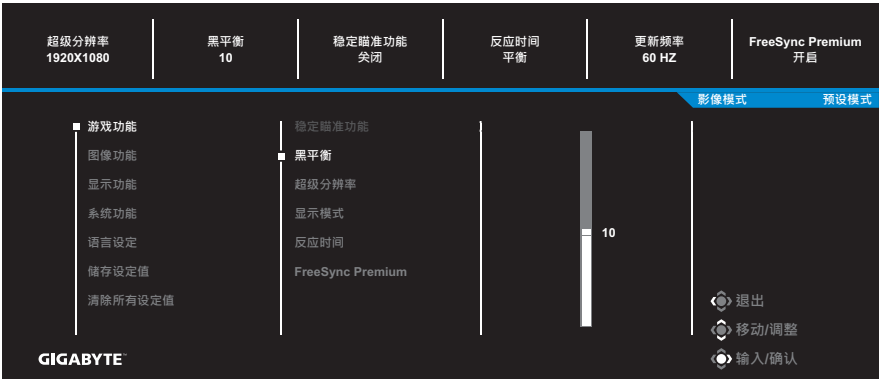 超级分辨率
1920X1080
黑平衡
10
稳定瞄准功能
关闭
反应时间
平衡
更新频率
60 HZ
FreeSync Premium
开启
影像模式
预设模式
游戏功能
图像功能
显示功能
系统功能
语言设定
储存设定值
清除所有设定值
稳定瞄准功能
黑平衡
超级分辨率
显示模式
反应时间
FreeSync Premium
10
退出
移动/调整
输入/确认
GIGABYTE™